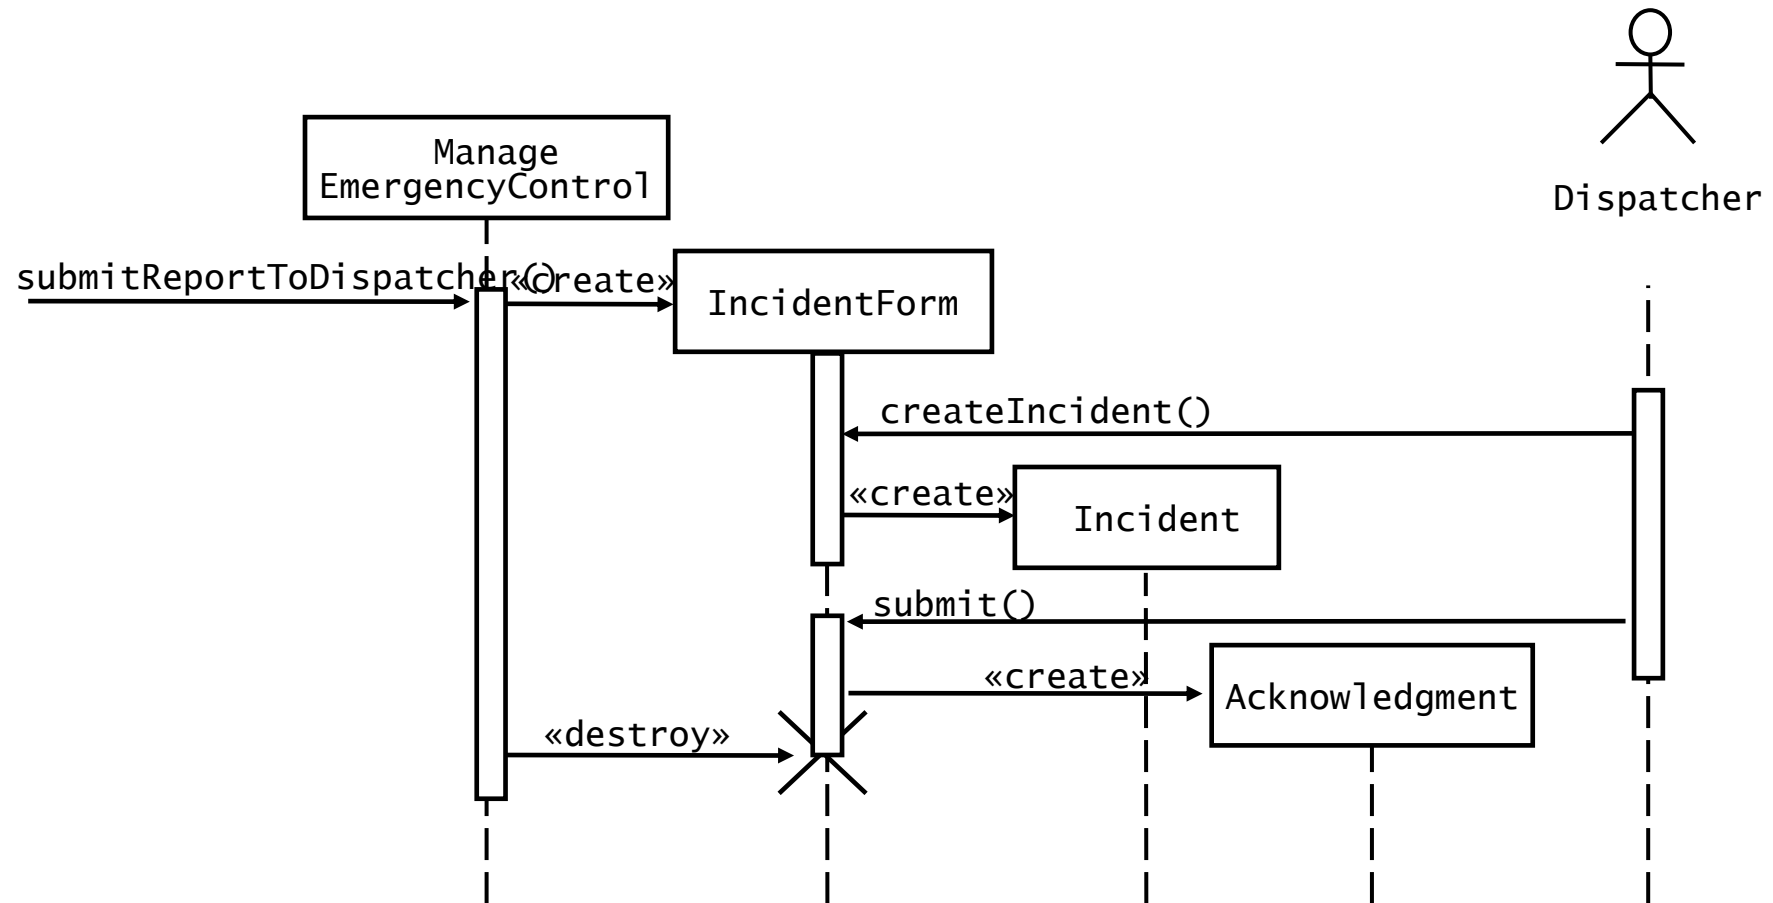 Manage
EmergencyControl
Dispatcher
submitReportToDispatcher()
«create»
IncidentForm
createIncident()
«create»
Incident
submit()
«create»
Acknowledgment
«destroy»